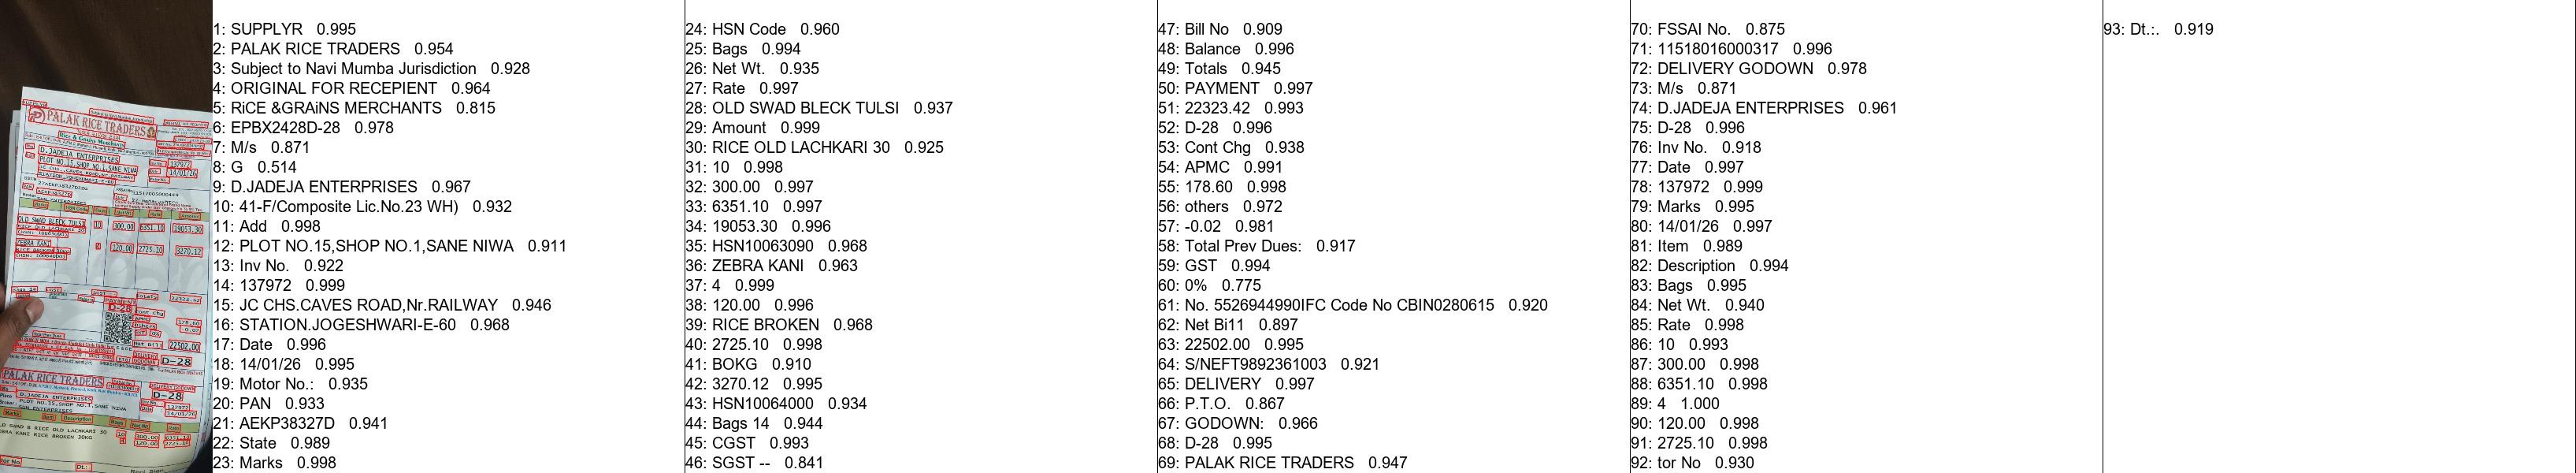 1: SUPPLYR 0.995
2: PALAK RICE TRADERS 0.954
3: Subject to Navi Mumba Jurisdiction 0.928
4: ORIGINAL FOR RECEPIENT 0.964
5: RiCE &GRAiNS MERCHANTS 0.815
6: EPBX2428D-28 0.978
7: M/s 0.871
8: G 0.514
9: D.JADEJA ENTERPRISES 0.967
10: 41-F/Composite Lic.No.23 WH) 0.932
11: Add 0.998
12: PLOT NO.15,SHOP NO.1,SANE NIWA 0.911
13: Inv No. 0.922
14: 137972 0.999
15: JC CHS.CAVES ROAD,Nr.RAILWAY 0.946
16: STATION.JOGESHWARI-E-60 0.968
17: Date 0.996
18: 14/01/26 0.995
19: Motor No.: 0.935
20: PAN 0.933
21: AEKP38327D 0.941
22: State 0.989
23: Marks 0.998
24: HSN Code 0.960
25: Bags 0.994
26: Net Wt. 0.935
27: Rate 0.997
28: OLD SWAD BLECK TULSI 0.937
29: Amount 0.999
30: RICE OLD LACHKARI 30 0.925
31: 10 0.998
32: 300.00 0.997
33: 6351.10 0.997
34: 19053.30 0.996
35: HSN10063090 0.968
36: ZEBRA KANI 0.963
37: 4 0.999
38: 120.00 0.996
39: RICE BROKEN 0.968
40: 2725.10 0.998
41: BOKG 0.910
42: 3270.12 0.995
43: HSN10064000 0.934
44: Bags 14 0.944
45: CGST 0.993
46: SGST -- 0.841
47: Bill No 0.909
48: Balance 0.996
49: Totals 0.945
50: PAYMENT 0.997
51: 22323.42 0.993
52: D-28 0.996
53: Cont Chg 0.938
54: APMC 0.991
55: 178.60 0.998
56: others 0.972
57: -0.02 0.981
58: Total Prev Dues: 0.917
59: GST 0.994
60: 0% 0.775
61: No. 5526944990IFC Code No CBIN0280615 0.920
62: Net Bi11 0.897
63: 22502.00 0.995
64: S/NEFT9892361003 0.921
65: DELIVERY 0.997
66: P.T.O. 0.867
67: GODOWN: 0.966
68: D-28 0.995
69: PALAK RICE TRADERS 0.947
70: FSSAI No. 0.875
71: 11518016000317 0.996
72: DELIVERY GODOWN 0.978
73: M/s 0.871
74: D.JADEJA ENTERPRISES 0.961
75: D-28 0.996
76: Inv No. 0.918
77: Date 0.997
78: 137972 0.999
79: Marks 0.995
80: 14/01/26 0.997
81: Item 0.989
82: Description 0.994
83: Bags 0.995
84: Net Wt. 0.940
85: Rate 0.998
86: 10 0.993
87: 300.00 0.998
88: 6351.10 0.998
89: 4 1.000
90: 120.00 0.998
91: 2725.10 0.998
92: tor No 0.930
93: Dt.:. 0.919